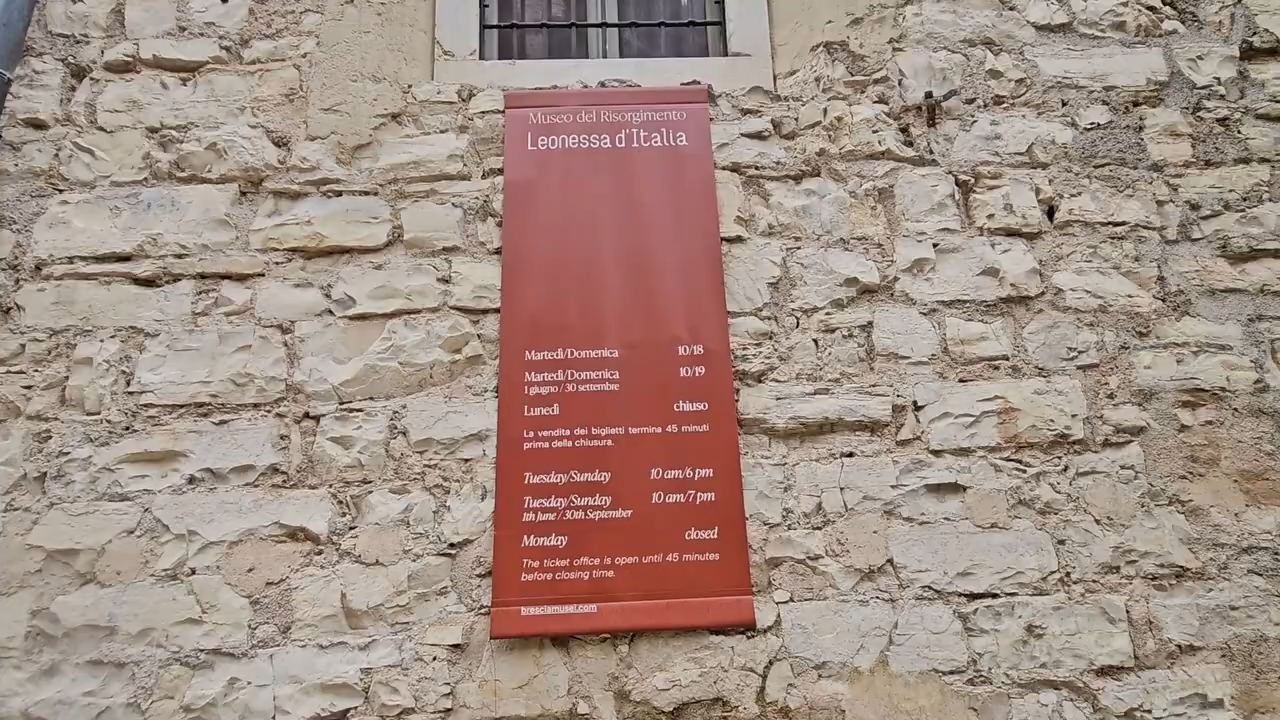 Museo del Risorgimento
Leonessa d'Italia
Martedì/Domenica 10/18
Martedì/Domenica 10/19
1 giugno / 30 settembre
Lunedì chiuso
La vendita dei biglietti termina 45 minuti
prima della chiusura.
Tuesday/Sunday 10 am/6 pm
Tuesday/Sunday 10 am/7 pm
1th June / 30th September
Monday closed
The ticket office is open until 45 minutes
before closing time.
bresciamusei.com